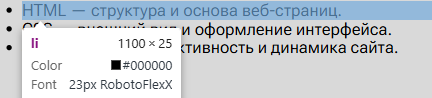 HTML — структура и основа веб-страниц.
внешний вид и оформление интерфейса.
ктивность и динамика сайта.
li 1100 × 25
Color #000000
Font 23px RobotoFlexX